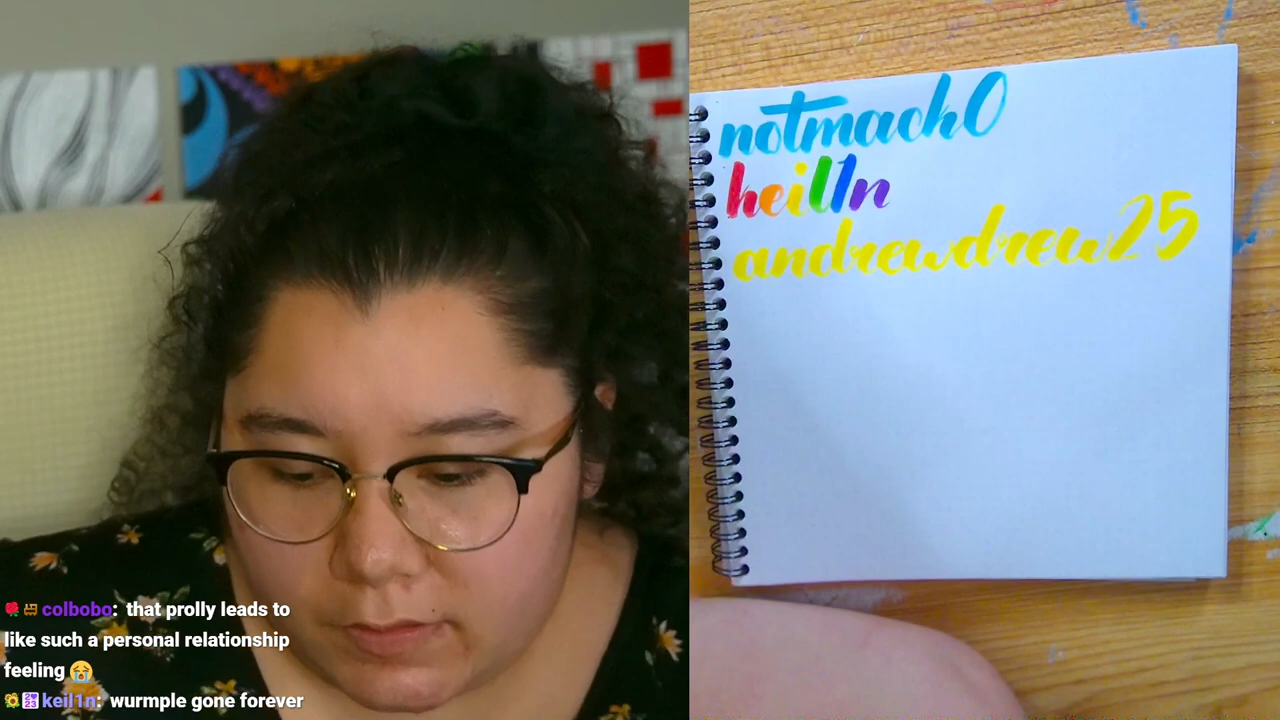 notmach0
keil1n
andrewdrew25
colbobo: that prolly leads to
like such a personal relationship
feeling 😭
keil1n: wurmple gone forever